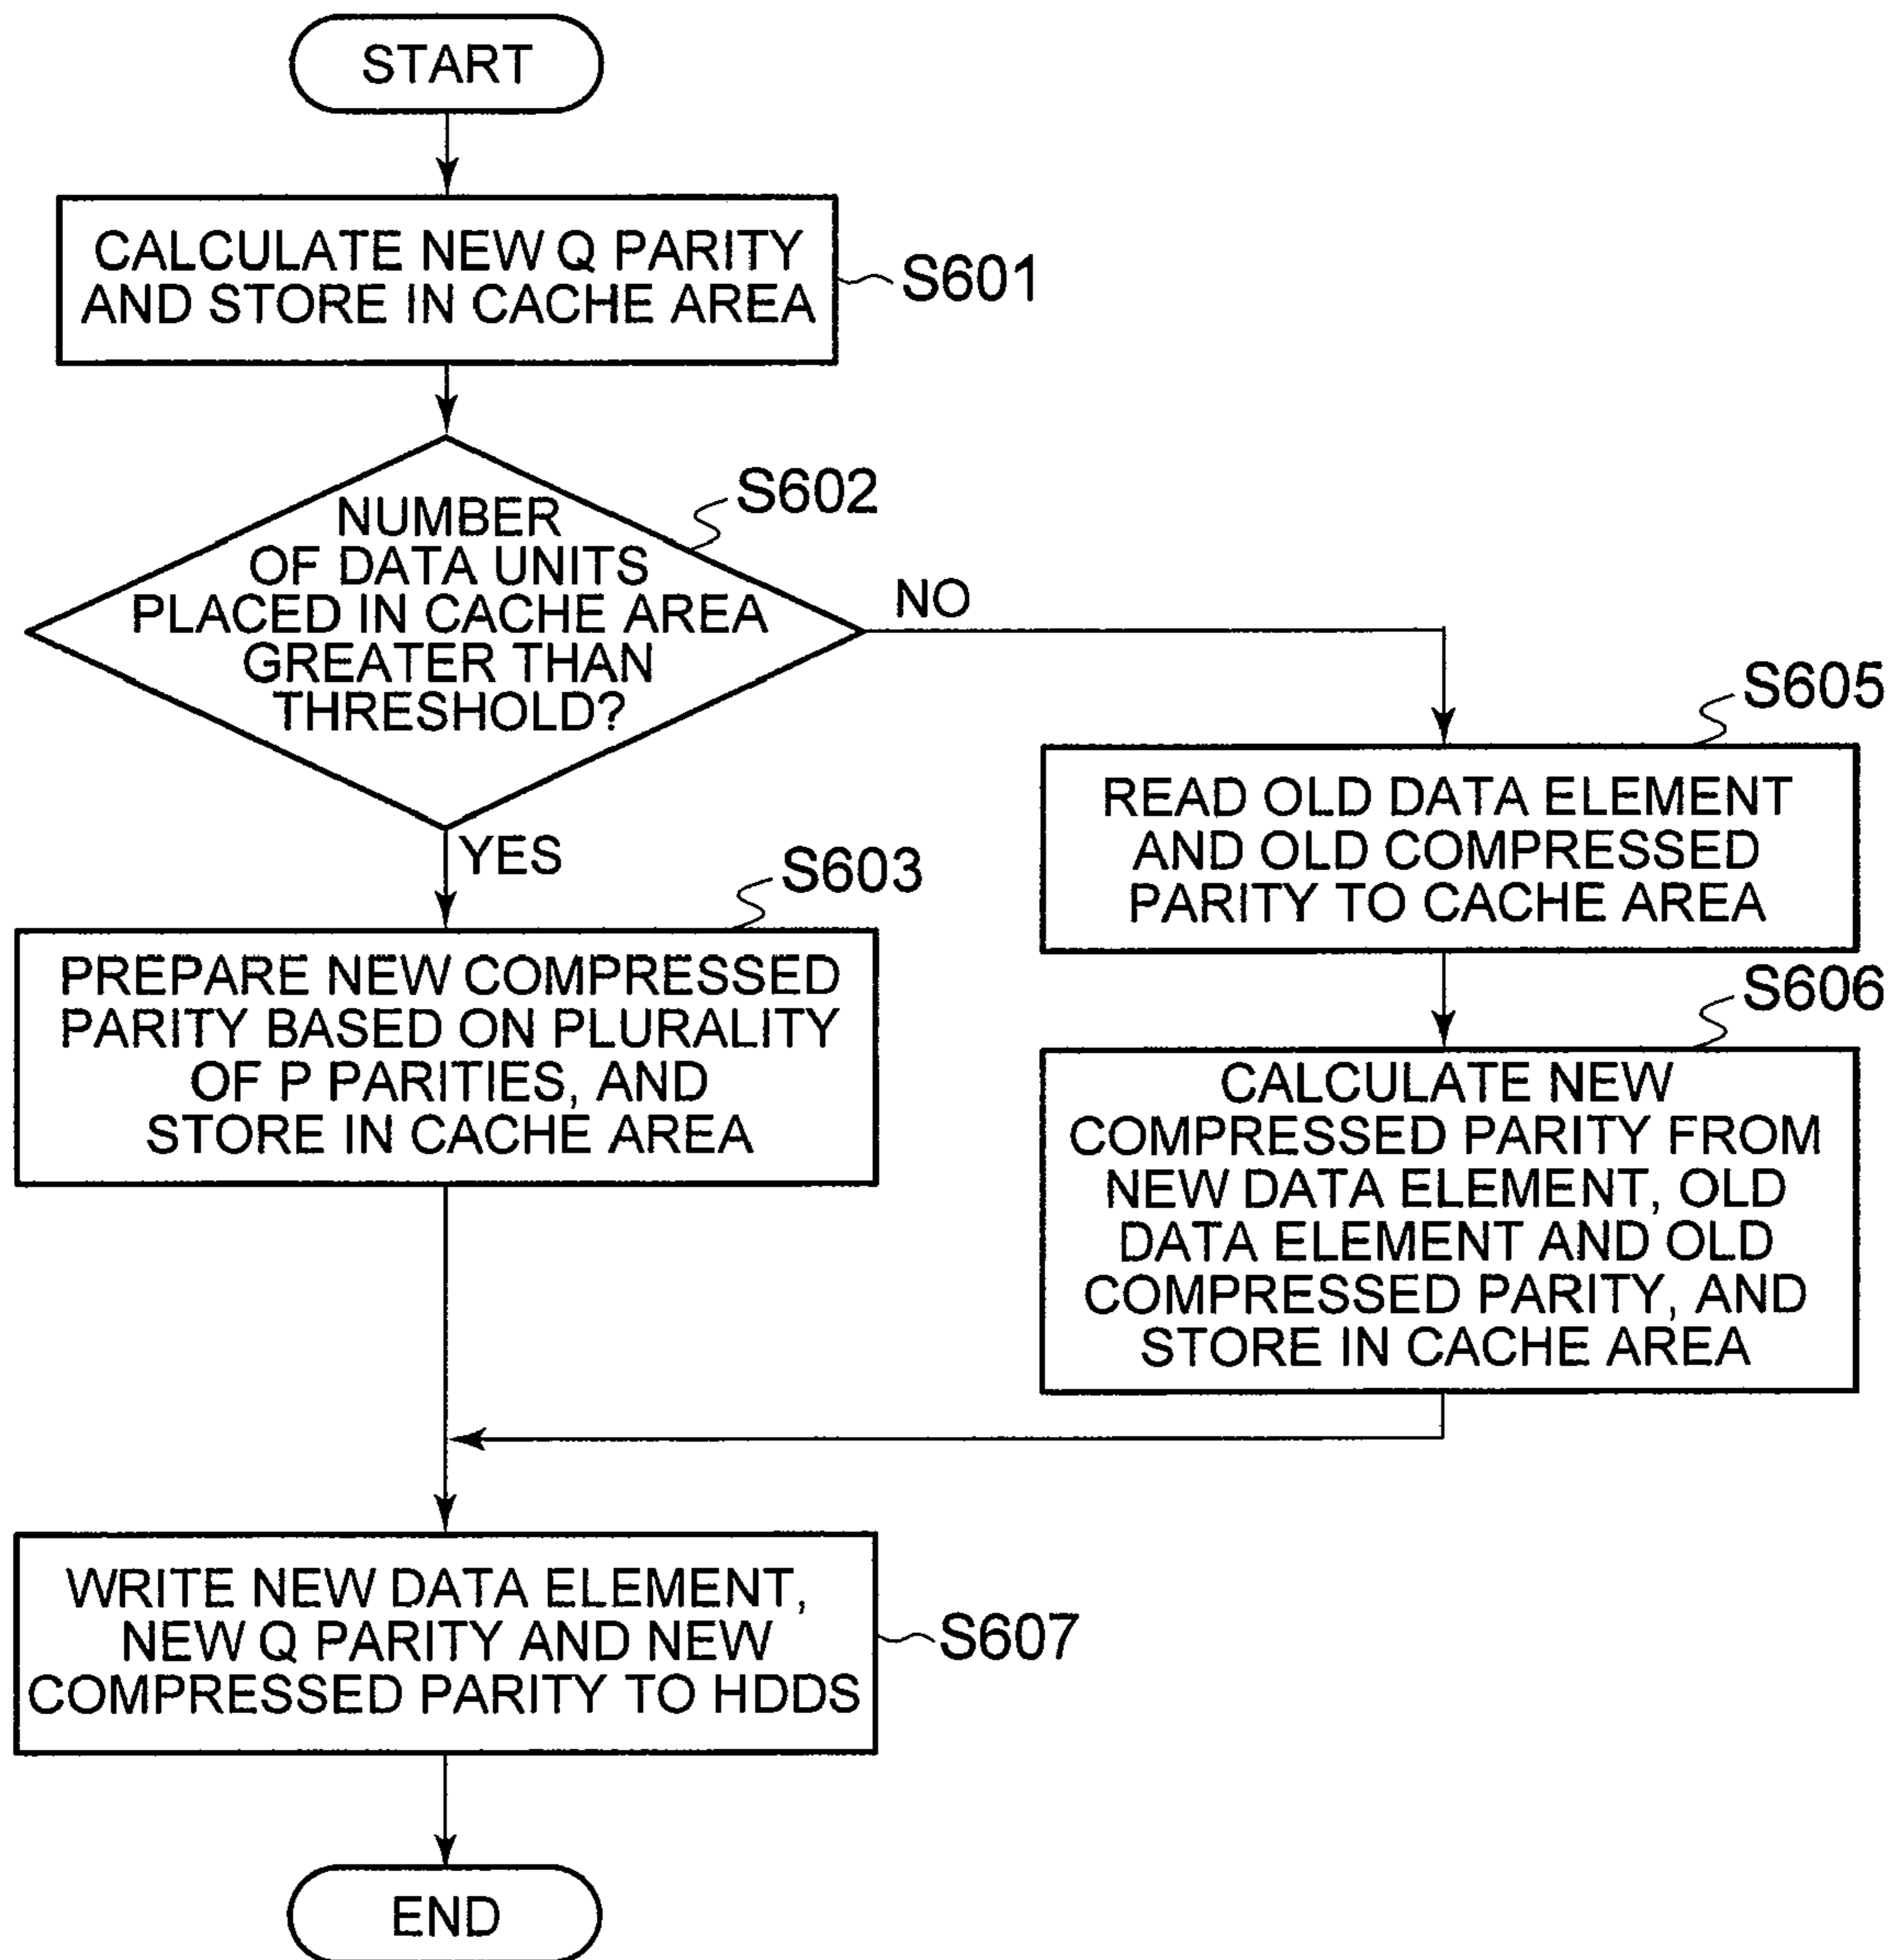 START
CALCULATE NEW Q PARITY
AND STORE IN CACHE AREA
S601
NUMBER
OF DATA UNITS
PLACED IN CACHE AREA
GREATER THAN
THRESHOLD?
S602
NO
YES
S603
PREPARE NEW COMPRESSED
PARITY BASED ON PLURALITY
OF P PARITIES, AND
STORE IN CACHE AREA
S605
READ OLD DATA ELEMENT
AND OLD COMPRESSED
PARITY TO CACHE AREA
S606
CALCULATE NEW
COMPRESSED PARITY FROM
NEW DATA ELEMENT, OLD
DATA ELEMENT AND OLD
COMPRESSED PARITY, AND
STORE IN CACHE AREA
WRITE NEW DATA ELEMENT,
NEW Q PARITY AND NEW
COMPRESSED PARITY TO HDDS
S607
END